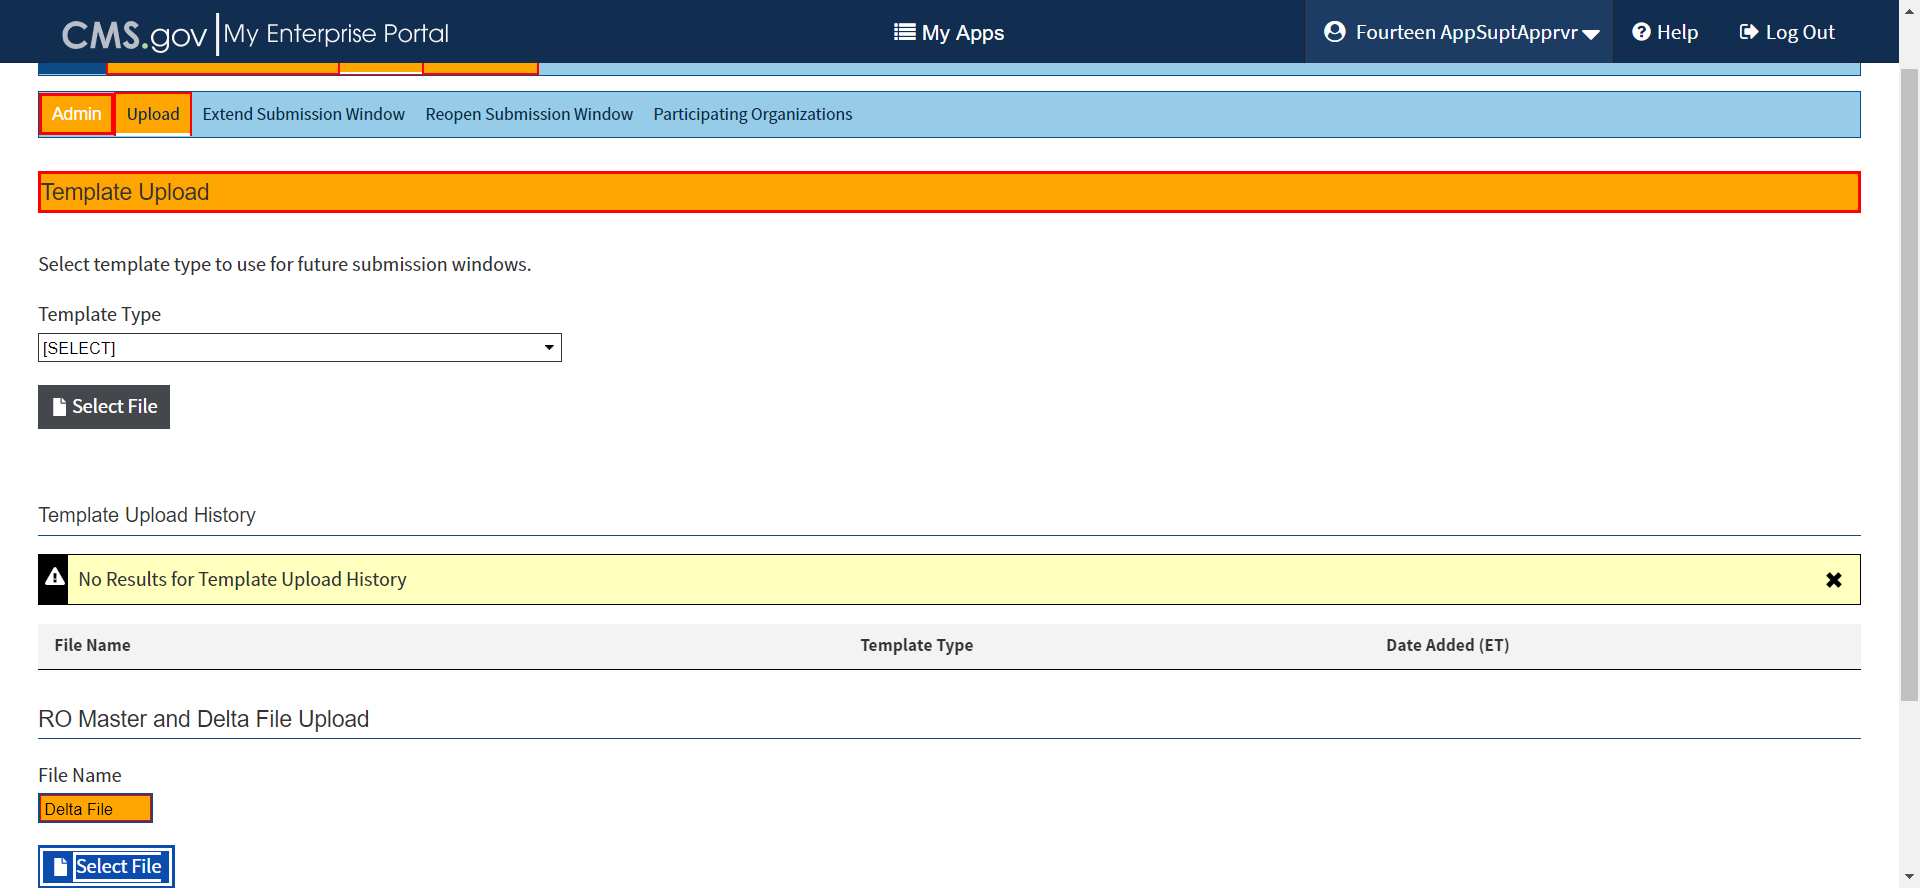 CMS.gov My Enterprise Portal
My Apps
Fourteen AppSuptApprvr
Help
Log Out
Admin Upload Extend Submission Window Reopen Submission Window Participating Organizations
Template Upload
Select template type to use for future submission windows.
Template Type
[SELECT]
Select File
Template Upload History
No Results for Template Upload History
File Name Template Type Date Added (ET)
RO Master and Delta File Upload
File Name
Delta File
Select File